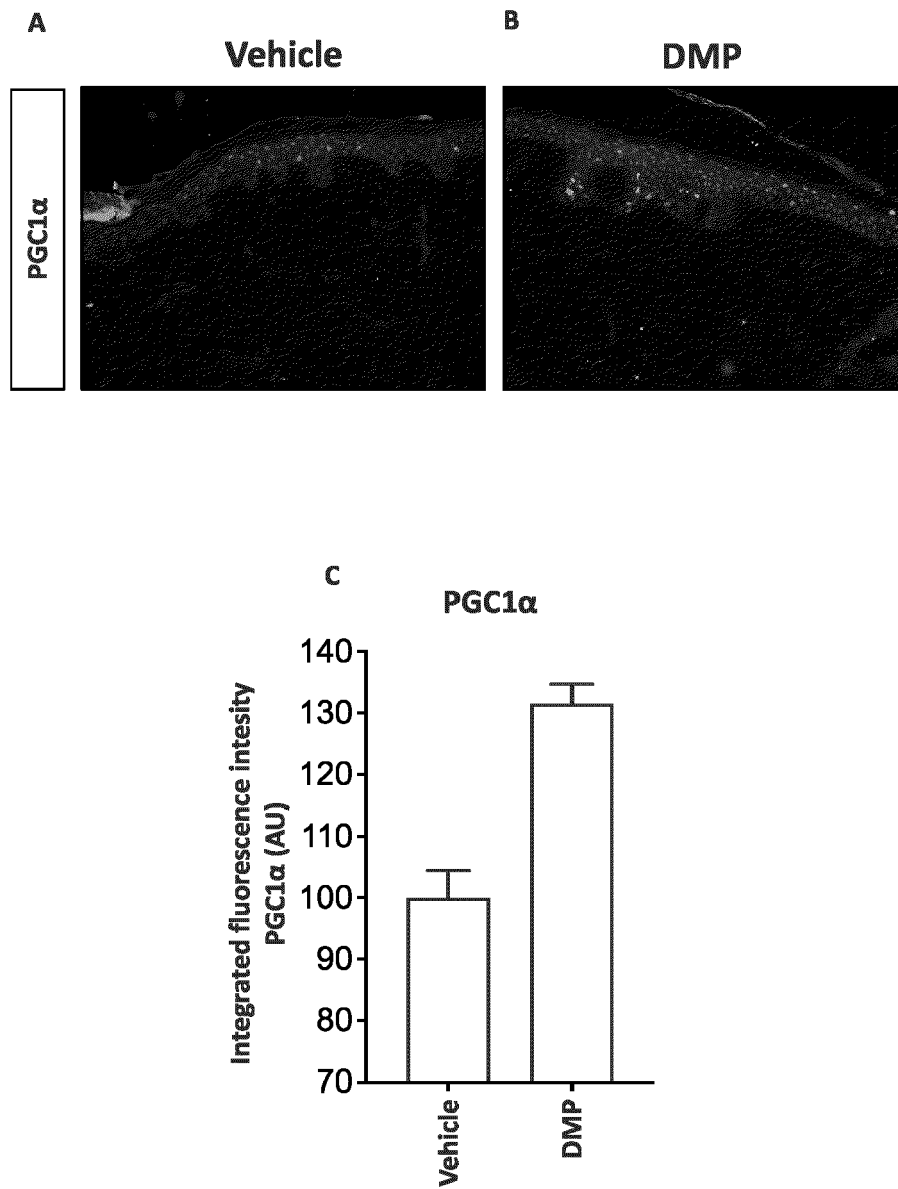 A
B
Vehicle
DMP
PGC1α
C
PGC1α
Integrated fluorescence intesity
PGC1α (AU)
140
130
120
110
100
90
80
70
Vehicle
DMP